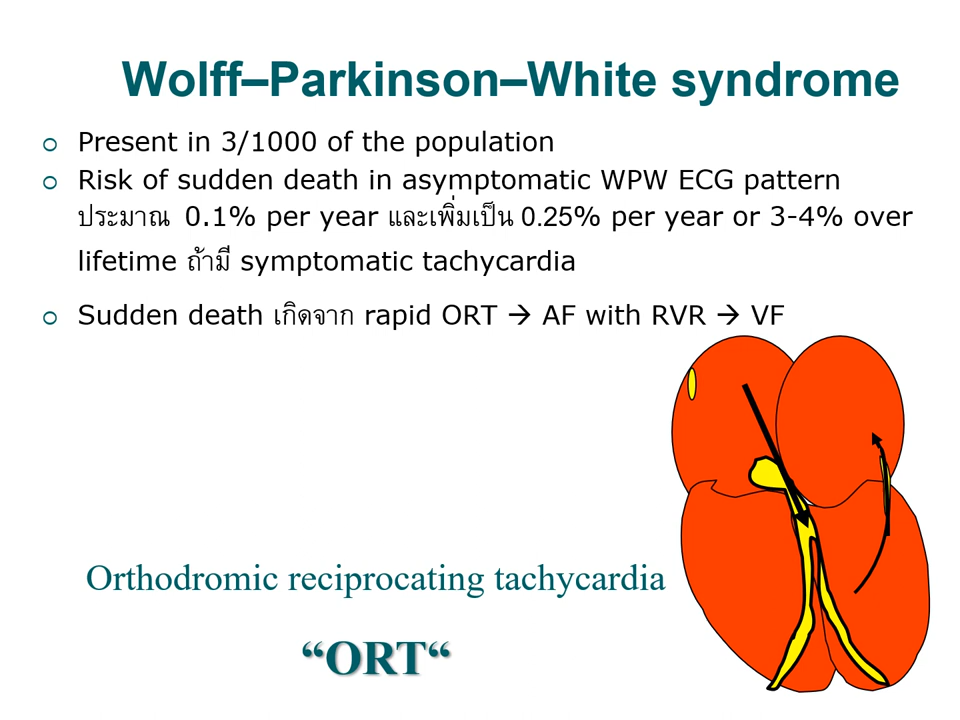 Wolff–Parkinson–White syndrome
Present in 3/1000 of the population
Risk of sudden death in asymptomatic WPW ECG pattern
ประมาณ 0.1% per year และเพิ่มเป็น 0.25% per year or 3-4% over
lifetime ถ้ามี symptomatic tachycardia
Sudden death เกิดจาก rapid ORT → AF with RVR → VF
Orthodromic reciprocating tachycardia
“ORT“